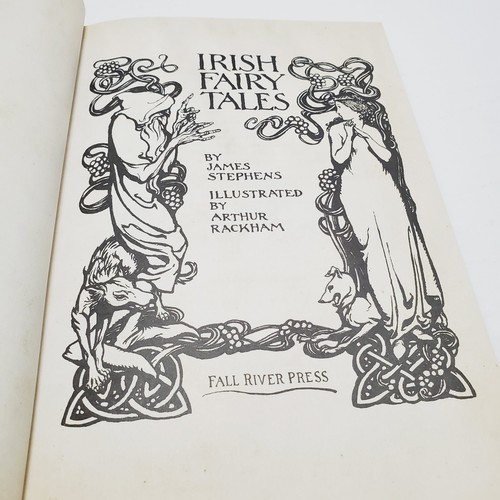 IRISH
FAIRY
TALES
BY
JAMES
STEPHENS
ILLUSTRATED
BY
ARTHUR
RACKHAM
FALL RIVER PRESS